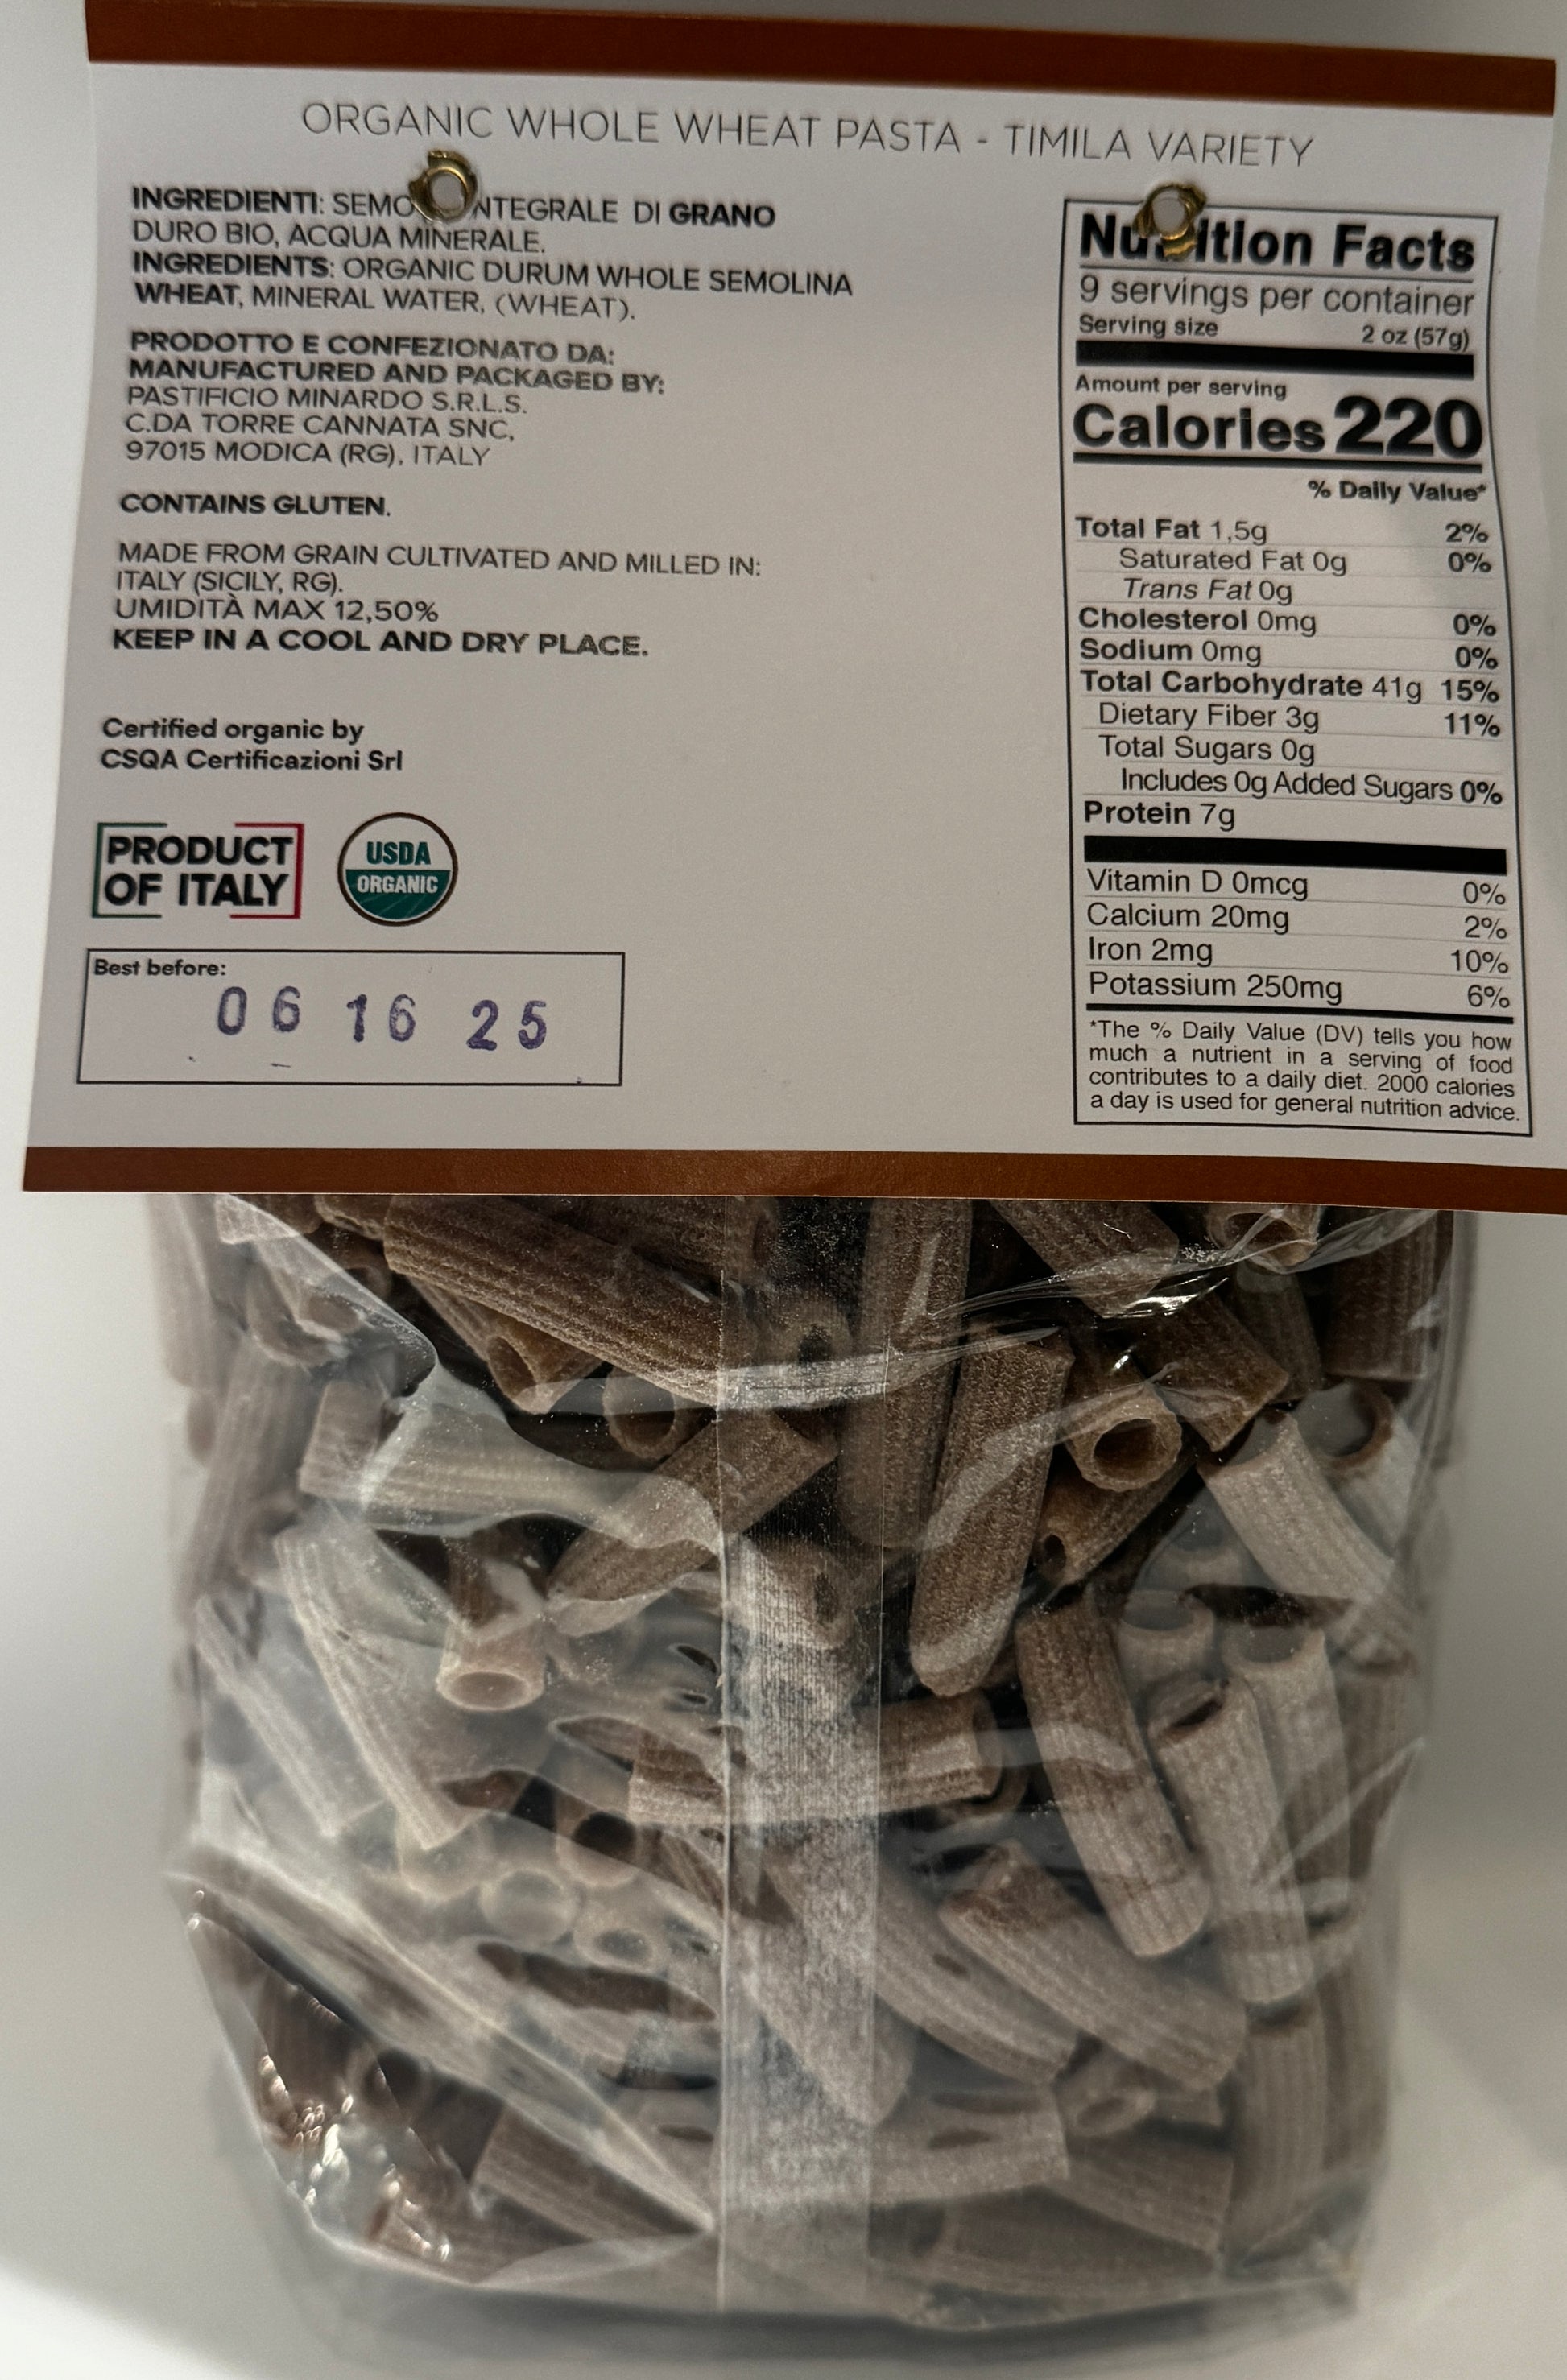 ORGANIC WHOLE WHEAT PASTA - TIMILA VARIETY
INGREDIENTI: DI GRANO
DURO BIO, ACQUA MINERALE.
INGREDIENTS: ORGANIC DURUM WHOLE SEMOLINA
WHEAT, MINERAL WATER, (WHEAT).
PRODOTTO E CONFEZIONATO DA:
MANUFACTURED AND PACKAGED BY:
PASTIFICIO MINARDO S.R.L.S.
C.DA TORRE CANNATA SNC,
97015 MODICA (RG), ITALY
CONTAINS GLUTEN.
MADE FROM GRAIN CULTIVATED AND MILLED IN:
ITALY (SICILY, RG).
UMIDITÀ MAX 12,50%
KEEP IN A COOL AND DRY PLACE.
Certified organic by
CSQA Certificazioni Srl
PRODUCT
OF ITALY
USDA
ORGANIC
Best before:
06 16 25
Facts
9 servings per container
Serving size 2 oz (57g)
Amount per serving
Calories 220
% Daily Value*
Total Fat 1,5g 2%
Saturated Fat 0g 0%
Trans Fat 0g
Cholesterol 0mg 0%
Sodium 0mg 0%
Total Carbohydrate 41g 15%
Dietary Fiber 3g 11%
Total Sugars 0g
Includes 0g Added Sugars 0%
Protein 7g
Vitamin D 0mcg 0%
Calcium 20mg 2%
Iron 2mg 10%
Potassium 250mg 6%
*The % Daily Value (DV) tells you how
much a nutrient in a serving of food
contributes to a daily diet. 2000 calories
a day is used for general nutrition advice.